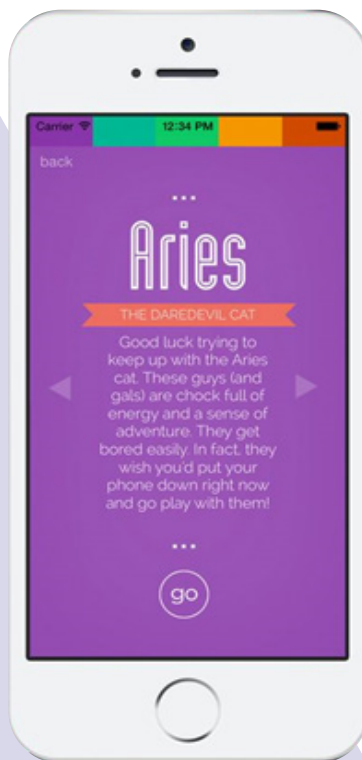 Carrier 12:34 PM
back
...
Aries
THE DAREDEVIL CAT
Good luck trying to
keep up with the Aries
cat. These guys (and
gals) are chock full of
energy and a sense of
adventure. They get
bored easily. In fact, they
wish you'd put your
phone down right now
and go play with them!
...
go